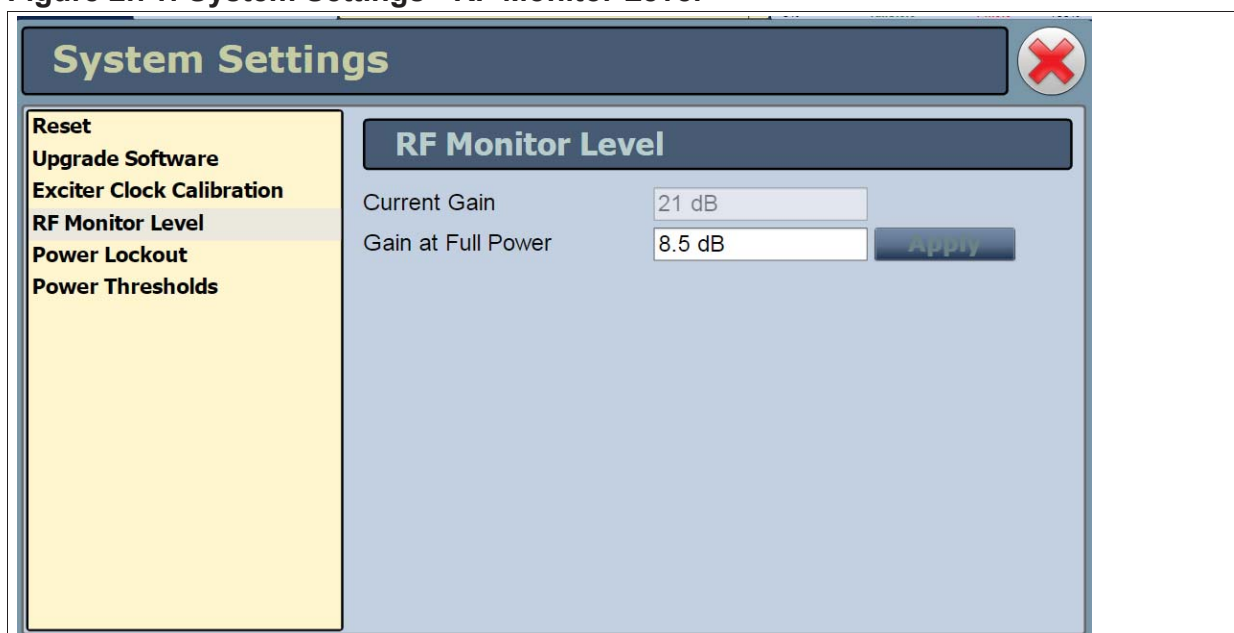 System Settings
Reset
Upgrade Software
Exciter Clock Calibration
RF Monitor Level
Power Lockout
Power Thresholds
RF Monitor Level
Current Gain 21 dB
Gain at Full Power 8.5 dB Apply